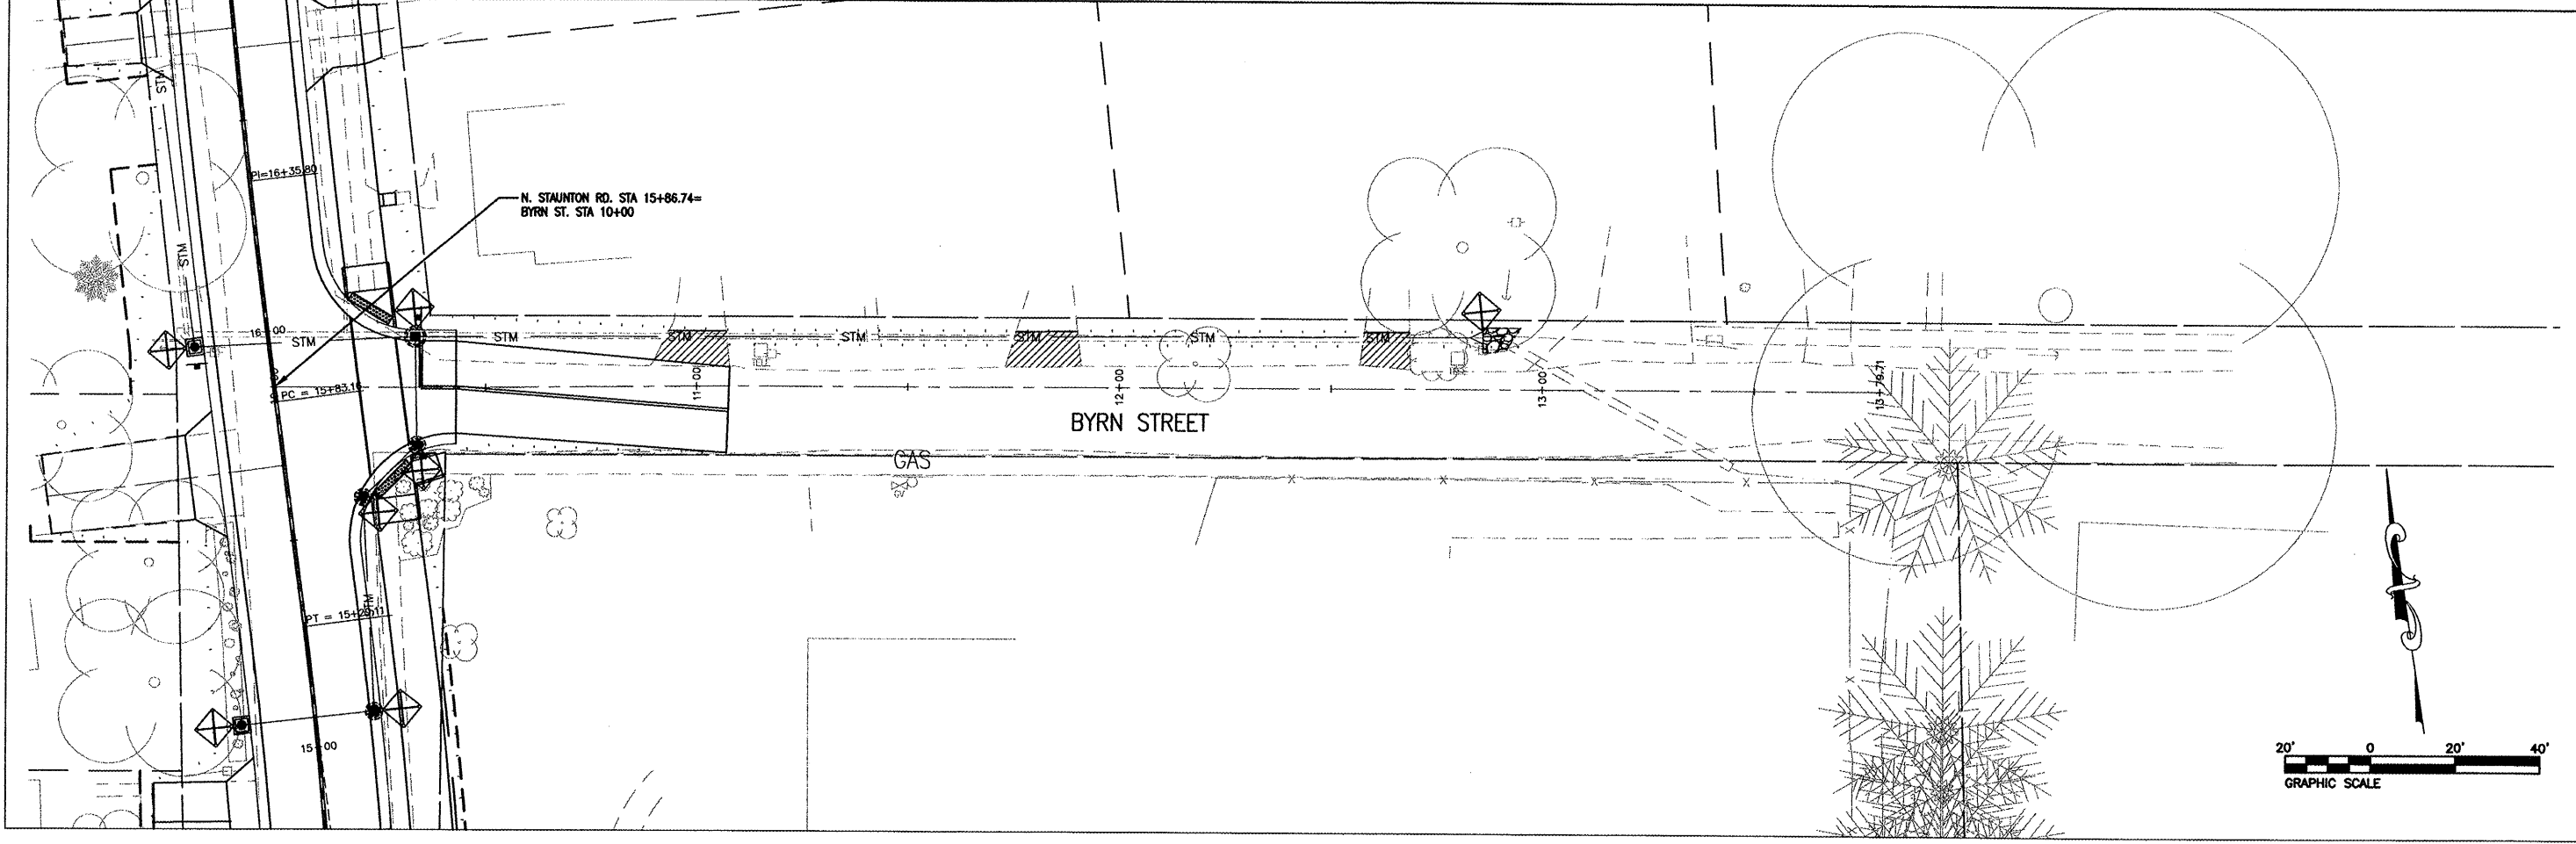 STM
PI=16+35.80
N. STAUNTON RD. STA 15+86.74=
BYRN ST. STA 10+00
STM
16+00
STM
STM
STM
STM
STM
STM
STM
PC = 15+83.16
11+00
12+00
13+00
13+79.71
BYRN STREET
GAS
PT = 15+29.11
STM
15+00
20' 0 20' 40'
GRAPHIC SCALE